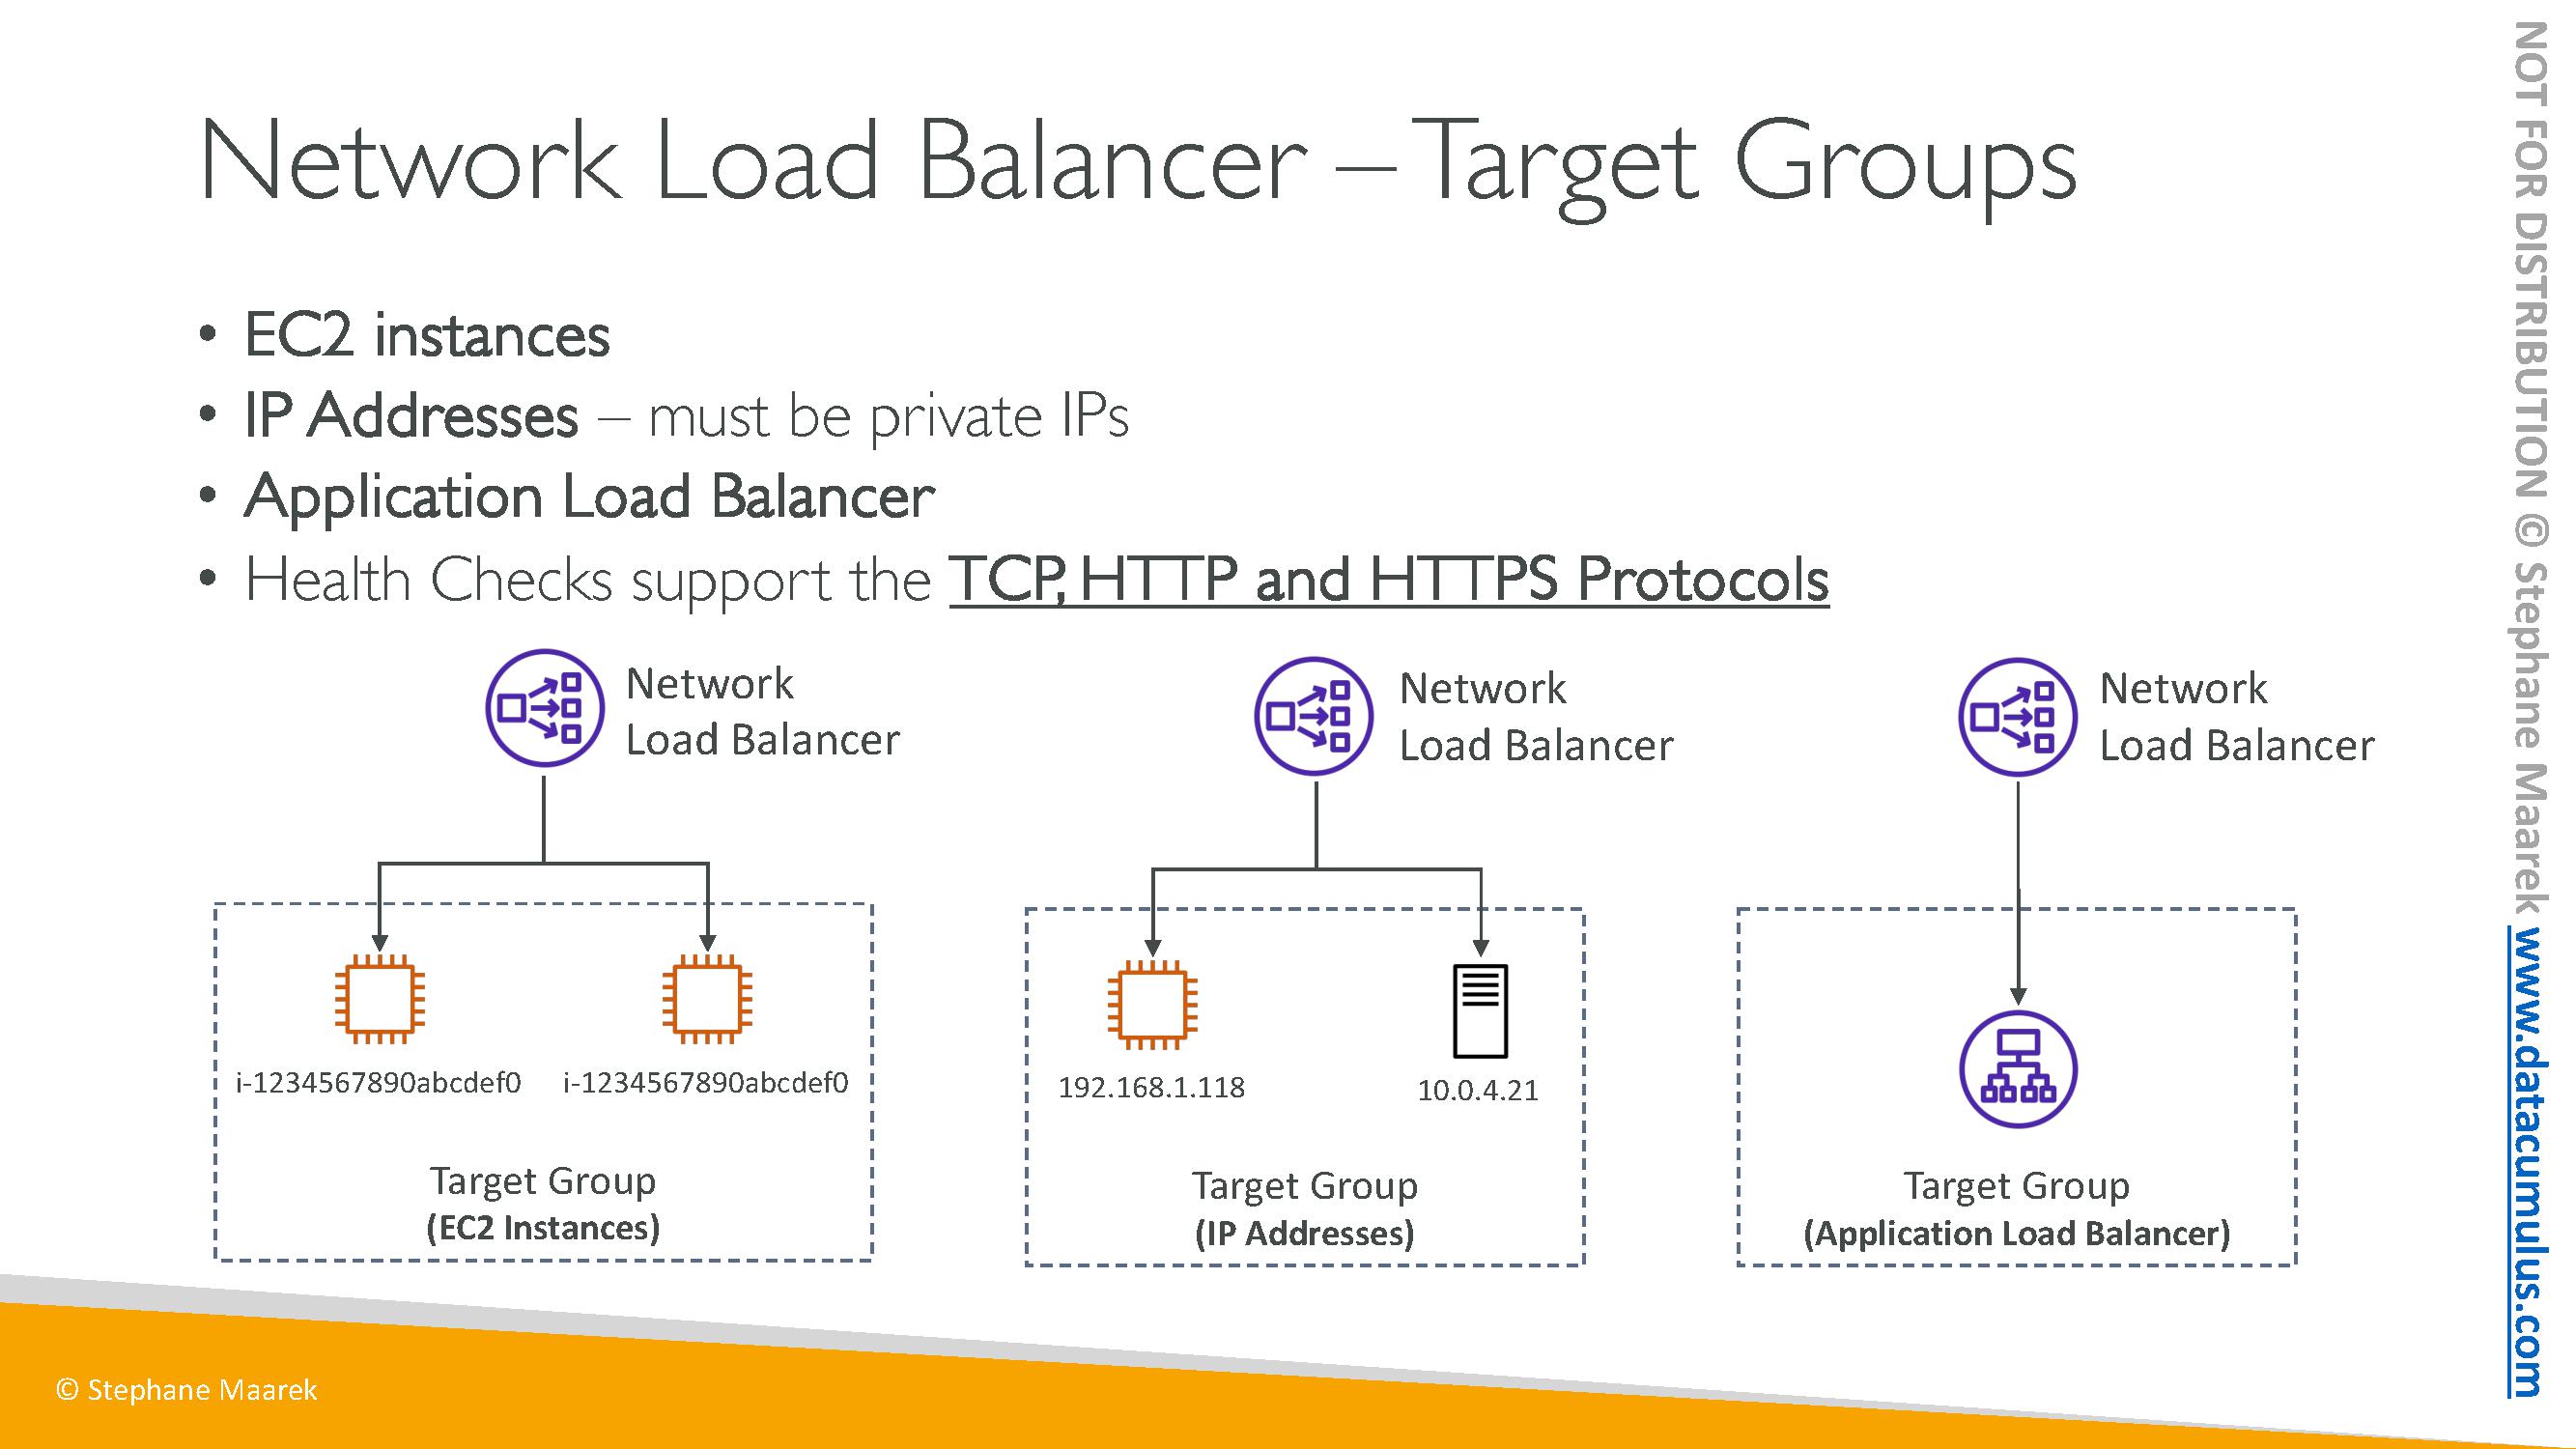 Network Load Balancer – Target Groups
• EC2 instances
• IP Addresses – must be private IPs
• Application Load Balancer
• Health Checks support the TCP, HTTP and HTTPS Protocols
Network
Load Balancer
i-1234567890abcdef0
i-1234567890abcdef0
Target Group
(EC2 Instances)
Network
Load Balancer
192.168.1.118
10.0.4.21
Target Group
(IP Addresses)
Network
Load Balancer
Target Group
(Application Load Balancer)
© Stephane Maarek
NOT FOR DISTRIBUTION © Stephane Maarek www.datacumulus.com